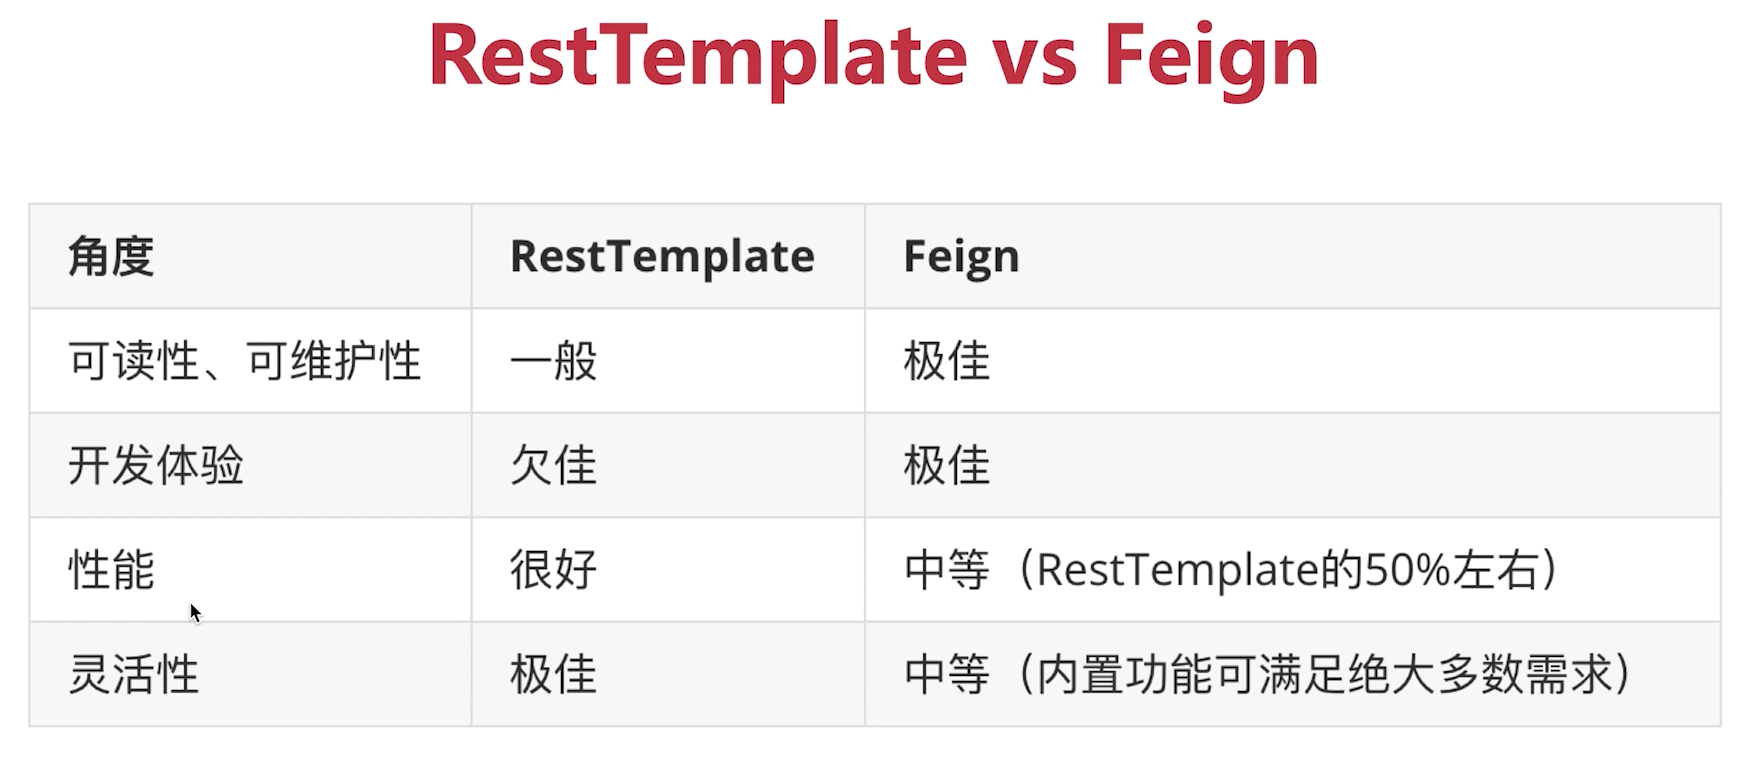 RestTemplate vs Feign
角度 RestTemplate Feign
可读性、可维护性 一般 极佳
开发体验 欠佳 极佳
性能 很好 中等（RestTemplate的50%左右）
灵活性 极佳 中等（内置功能可满足绝大多数需求）